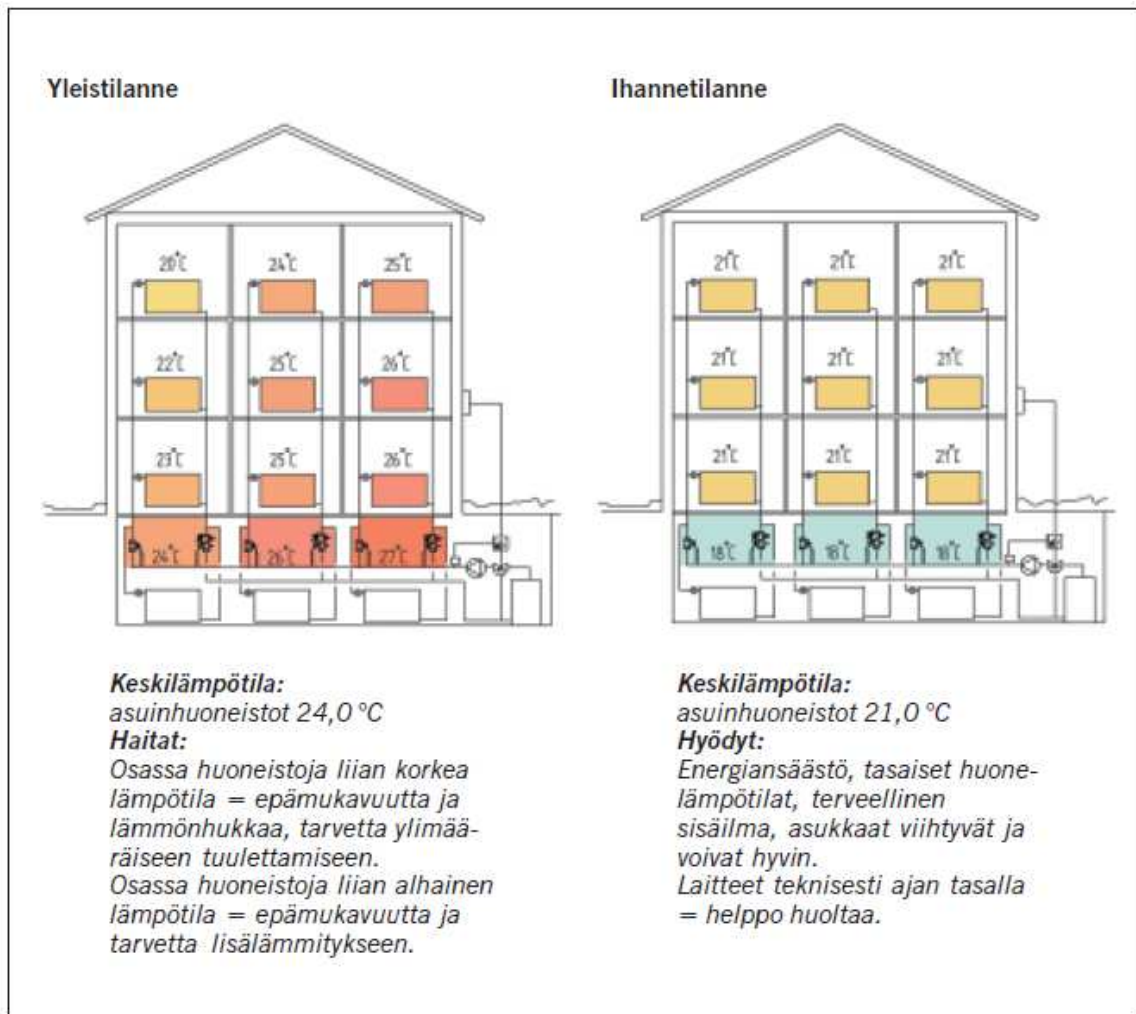 Yleistilanne
20°C 24°C 25°C
22°C 25°C 26°C
23°C 25°C 26°C
24°C 26°C 27°C
Keskilämpötila:
asuinhuoneistot 24,0 °C
Haitat:
Osassa huoneistoja liian korkea
lämpötila = epämukavuutta ja
lämmönhukkaa, tarvetta ylimää-
räiseen tuulettamiseen.
Osassa huoneistoja liian alhainen
lämpötila = epämukavuutta ja
tarvetta lisälämmitykseen.
Ihannetilanne
21°C 21°C 21°C
21°C 21°C 21°C
21°C 21°C 21°C
18°C 18°C 18°C
Keskilämpötila:
asuinhuoneistot 21,0 °C
Hyödyt:
Energiansäästö, tasaiset huone-
lämpötilat, terveellinen
sisäilma, asukkaat viihtyvät ja
voivat hyvin.
Laitteet teknisesti ajan tasalla
= helppo huoltaa.